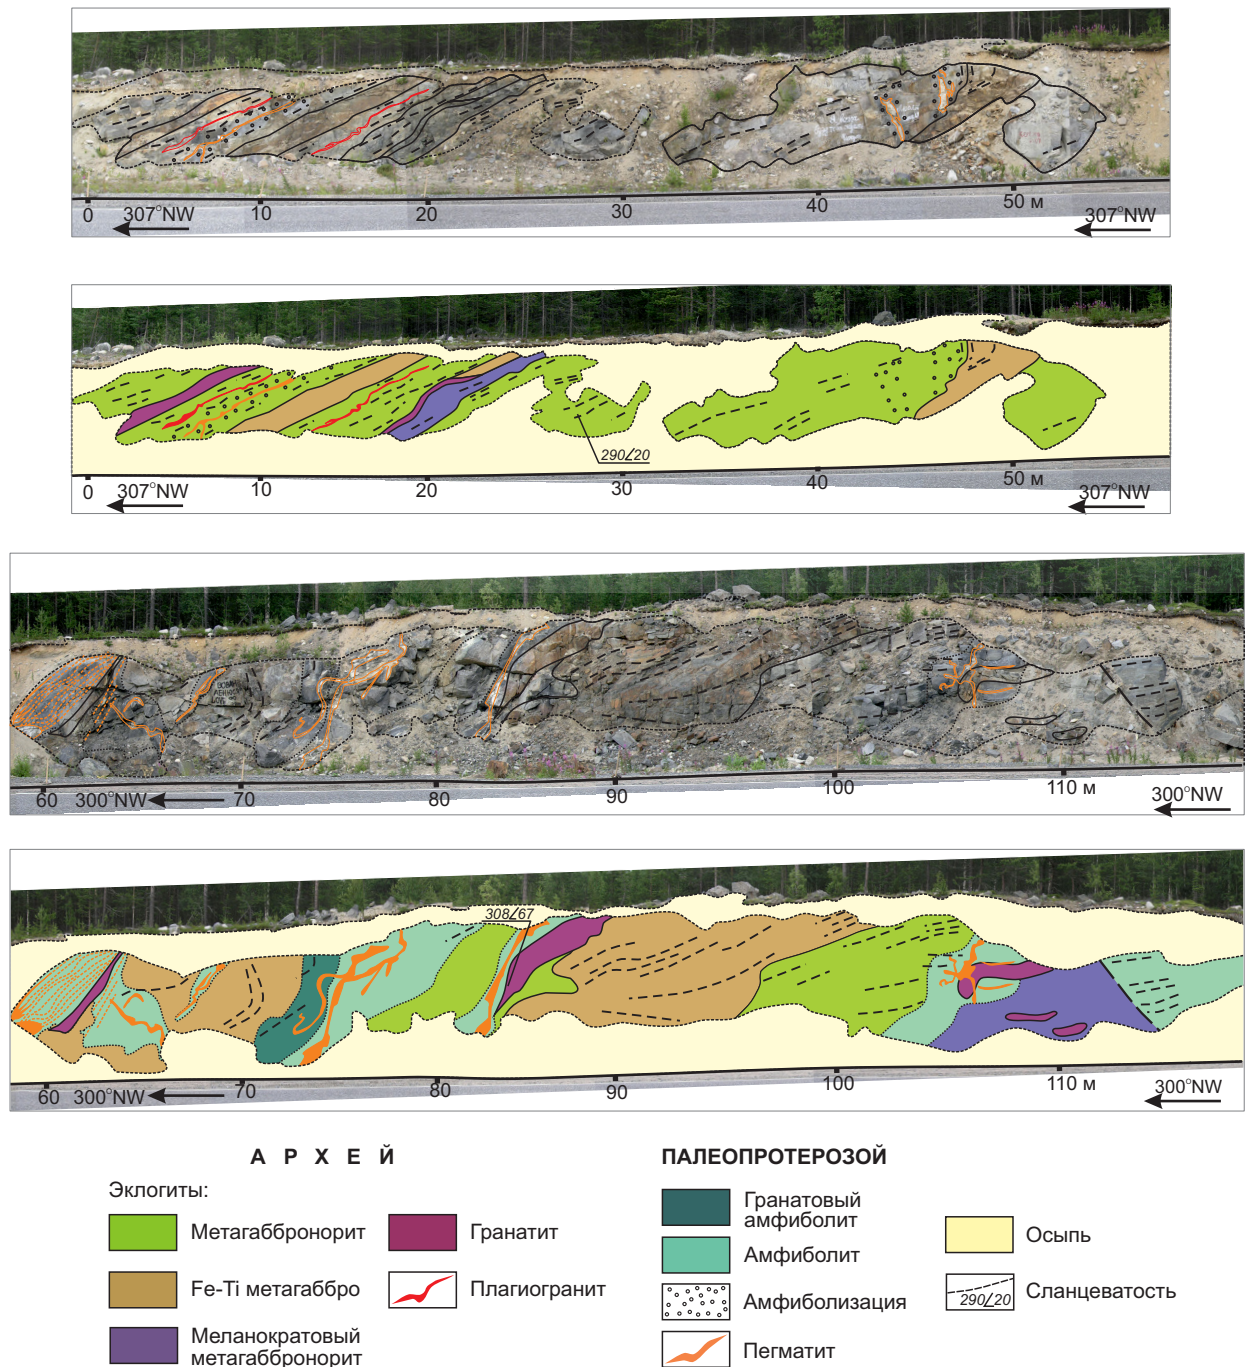 0 10 20 30 40 50 м
307°NW 307°NW
290∠20
0 10 20 30 40 50 м
307°NW 307°NW
60 300°NW 70 80 90 100 110 м 300°NW
308∠67
60 300°NW 70 80 90 100 110 м 300°NW
АРХЕЙ
Эклогиты:
Метагаббронорит
Fe-Ti метагаббро
Меланократовый
метагаббронорит
Гранатит
Плагиогранит
ПАЛЕОПРОТЕРОЗОЙ
Гранатовый
амфиболит
Амфиболит
Амфиболизация
Пегматит
Осыпь
290∠20
Сланцеватость